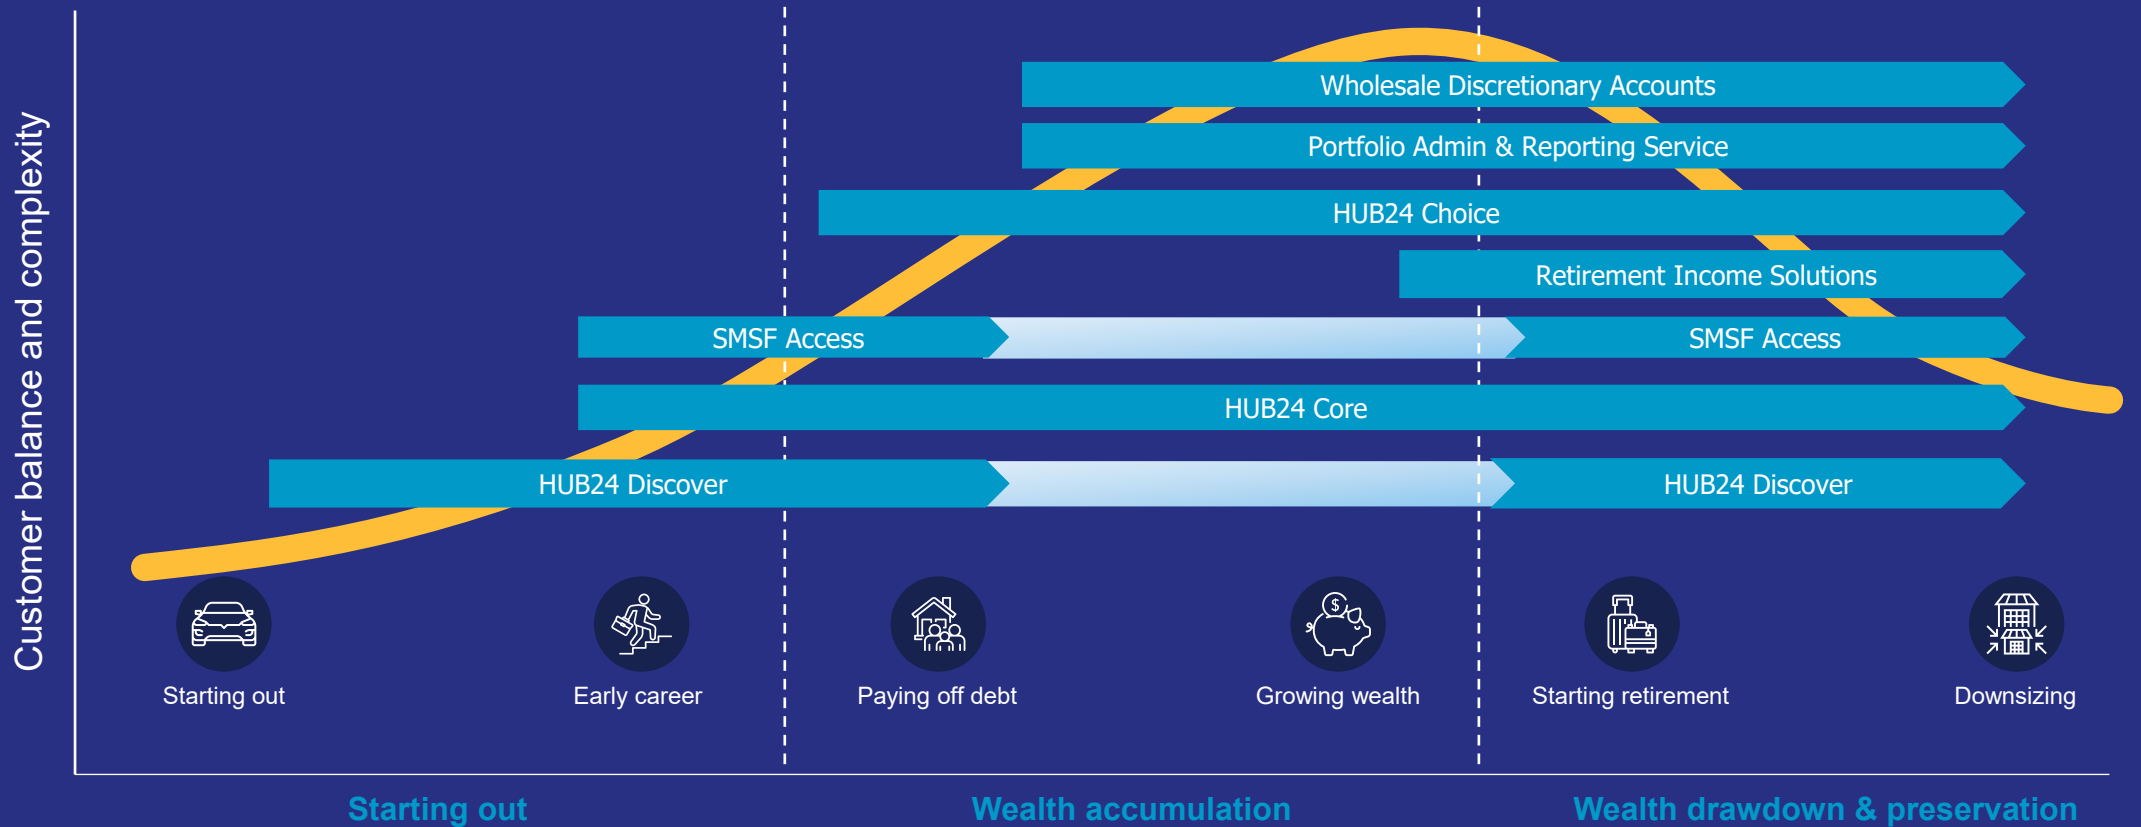 Customer balance and complexity
Wholesale Discretionary Accounts
Portfolio Admin & Reporting Service
HUB24 Choice
Retirement Income Solutions
SMSF Access
SMSF Access
HUB24 Core
HUB24 Discover
HUB24 Discover
$
Starting out
Early career
Paying off debt
Growing wealth
Starting retirement
Downsizing
Starting out
Wealth accumulation
Wealth drawdown & preservation